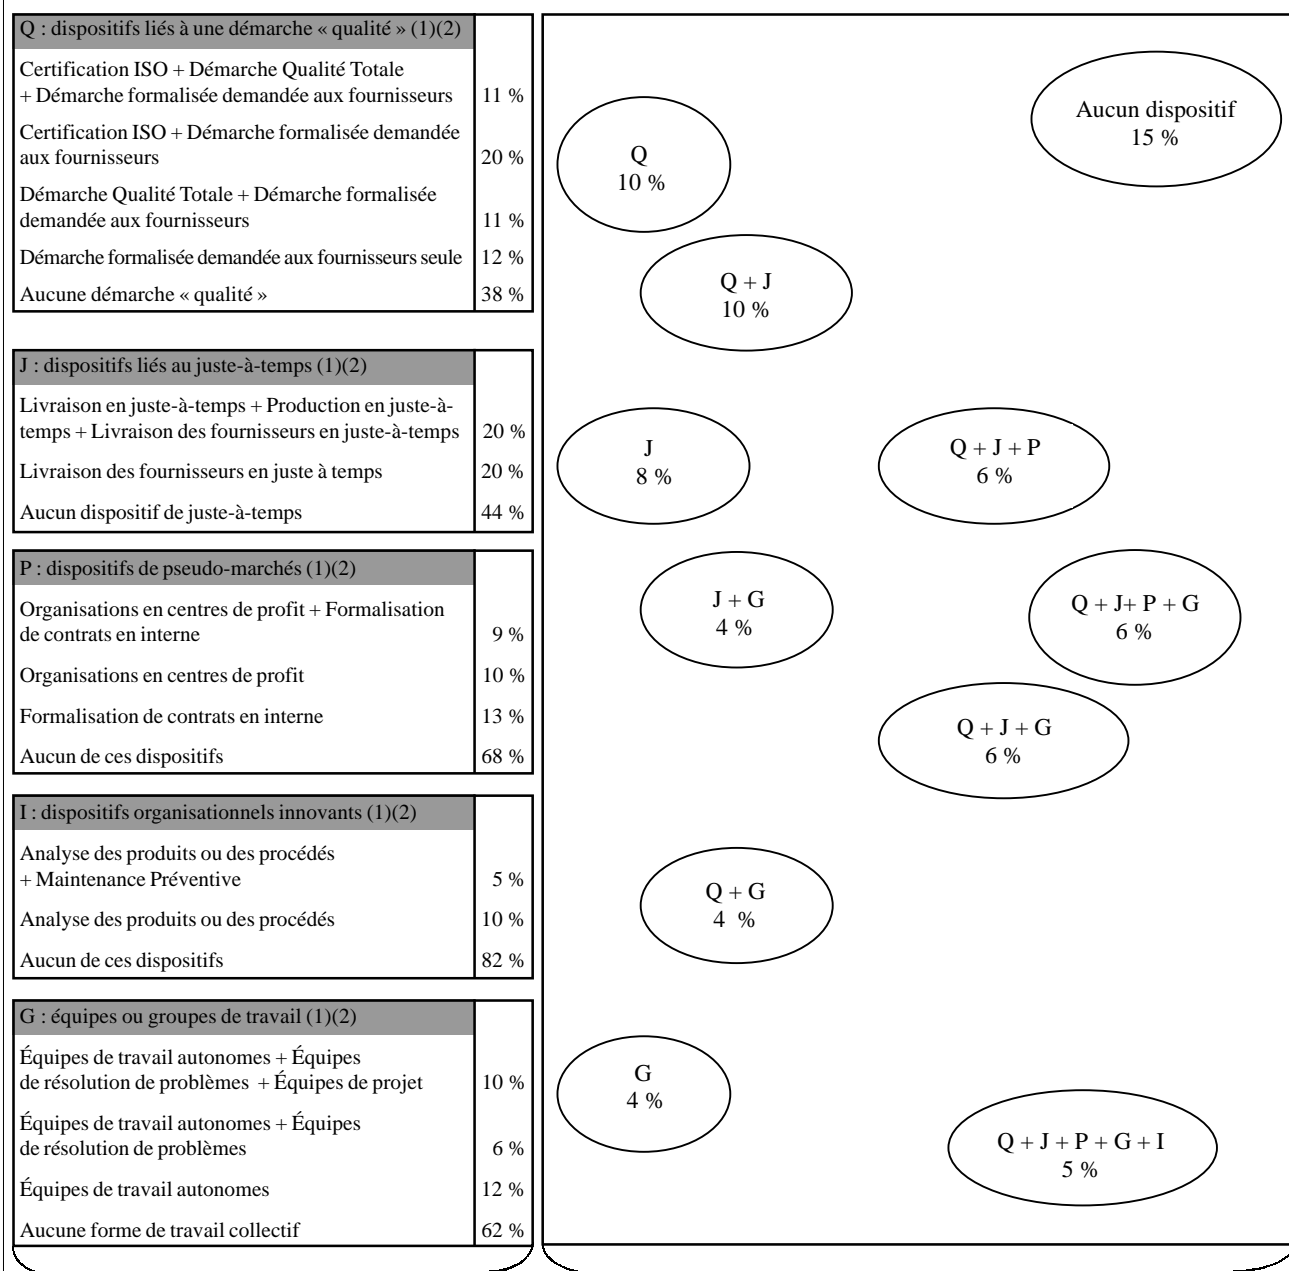 Q : dispositifs liés à une démarche « qualité » (1)(2)
Certification ISO + Démarche Qualité Totale
+ Démarche formalisée demandée aux fournisseurs 11 %
Certification ISO + Démarche formalisée demandée
aux fournisseurs 20 %
Démarche Qualité Totale + Démarche formalisée
demandée aux fournisseurs 11 %
Démarche formalisée demandée aux fournisseurs seule 12 %
Aucune démarche « qualité » 38 %
J : dispositifs liés au juste-à-temps (1)(2)
Livraison en juste-à-temps + Production en juste-à-
temps + Livraison des fournisseurs en juste-à-temps 20 %
Livraison des fournisseurs en juste à temps 20 %
Aucun dispositif de juste-à-temps 44 %
P : dispositifs de pseudo-marchés (1)(2)
Organisations en centres de profit + Formalisation
de contrats en interne 9 %
Organisations en centres de profit 10 %
Formalisation de contrats en interne 13 %
Aucun de ces dispositifs 68 %
I : dispositifs organisationnels innovants (1)(2)
Analyse des produits ou des procédés
+ Maintenance Préventive 5 %
Analyse des produits ou des procédés 10 %
Aucun de ces dispositifs 82 %
G : équipes ou groupes de travail (1)(2)
Équipes de travail autonomes + Équipes
de résolution de problèmes + Équipes de projet 10 %
Équipes de travail autonomes + Équipes
de résolution de problèmes 6 %
Équipes de travail autonomes 12 %
Aucune forme de travail collectif 62 %
Aucun dispositif
15 %
Q
10 %
Q + J
10 %
J
8 %
Q + J + P
6 %
J + G
4 %
Q + J+ P + G
6 %
Q + J + G
6 %
Q + G
4 %
G
4 %
Q + J + P + G + I
5 %